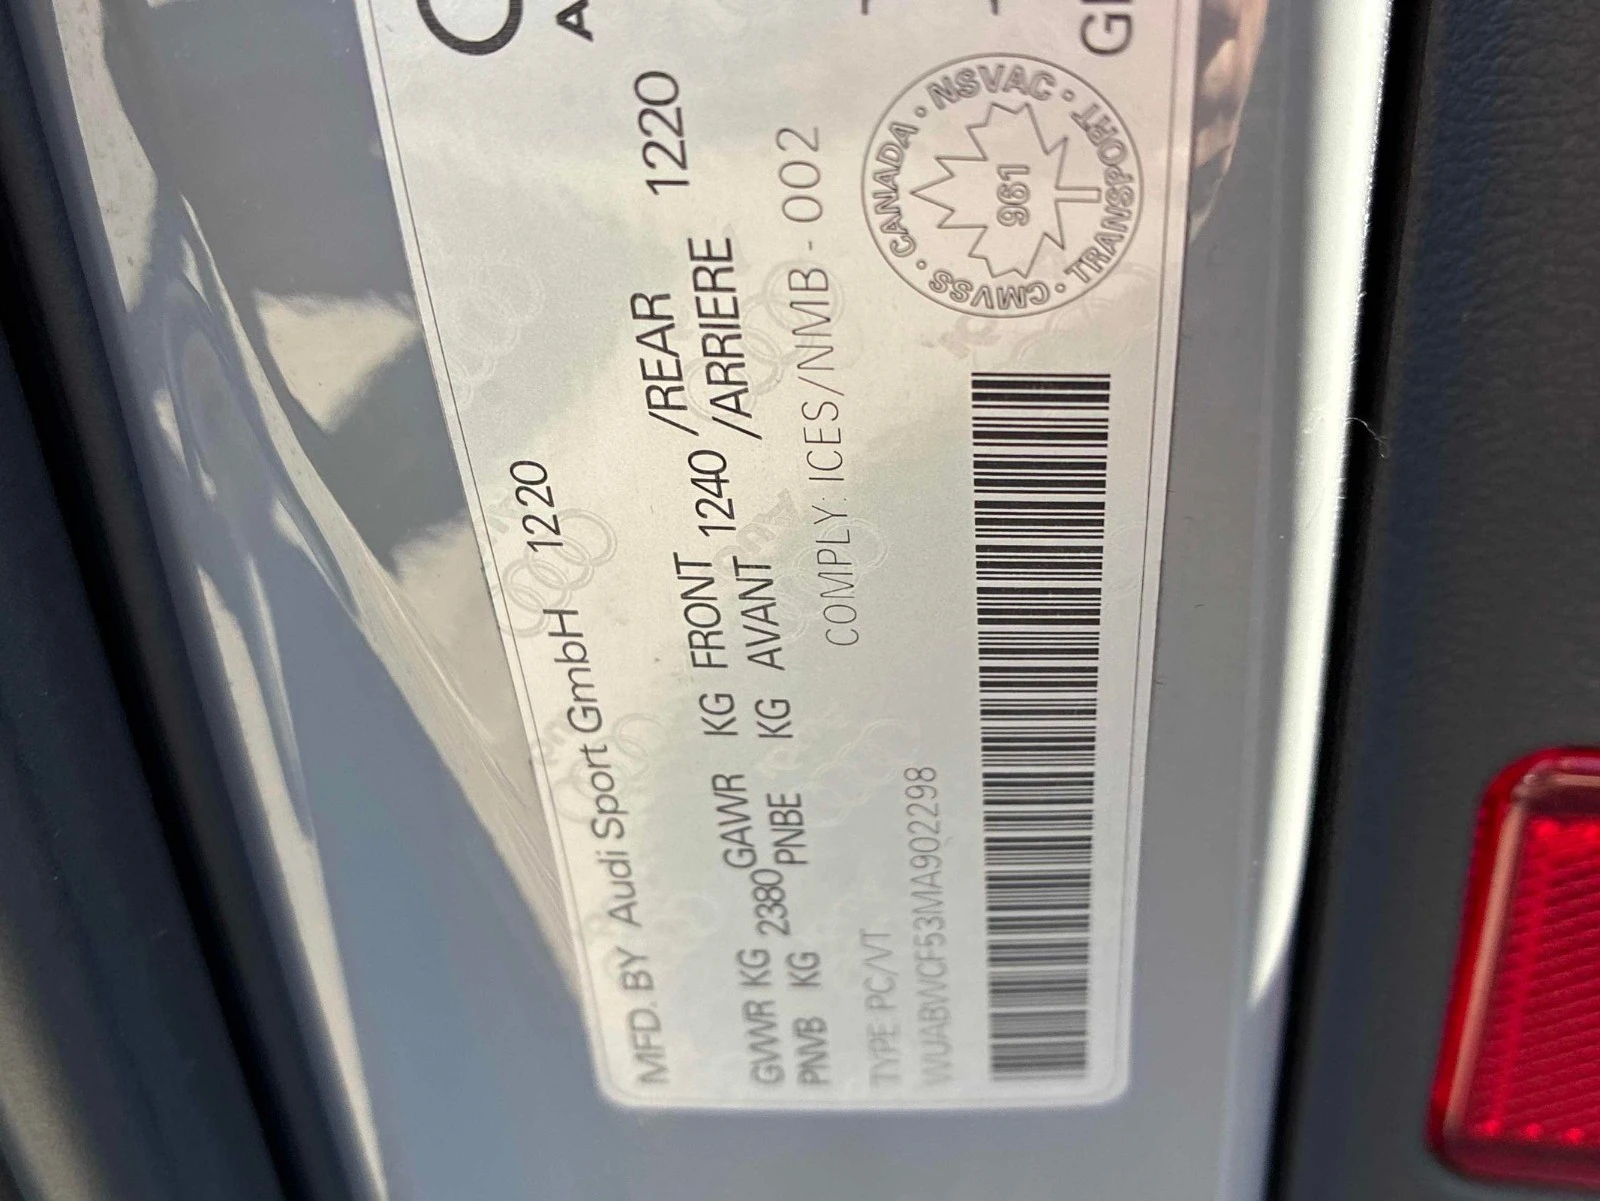 MFD. BY Audi Sport GmbH 1220
GVWR KG 2380 GAWR KG FRONT 1240 /REAR 1220
PNVB KG PNBE KG AVANT /ARRIERE
COMPLY: ICES/NMB-002
TYPE PC/VT
WUABWCF53MA902298
CANADA • NSVAC • TRANSPORT • CMVSS •
961